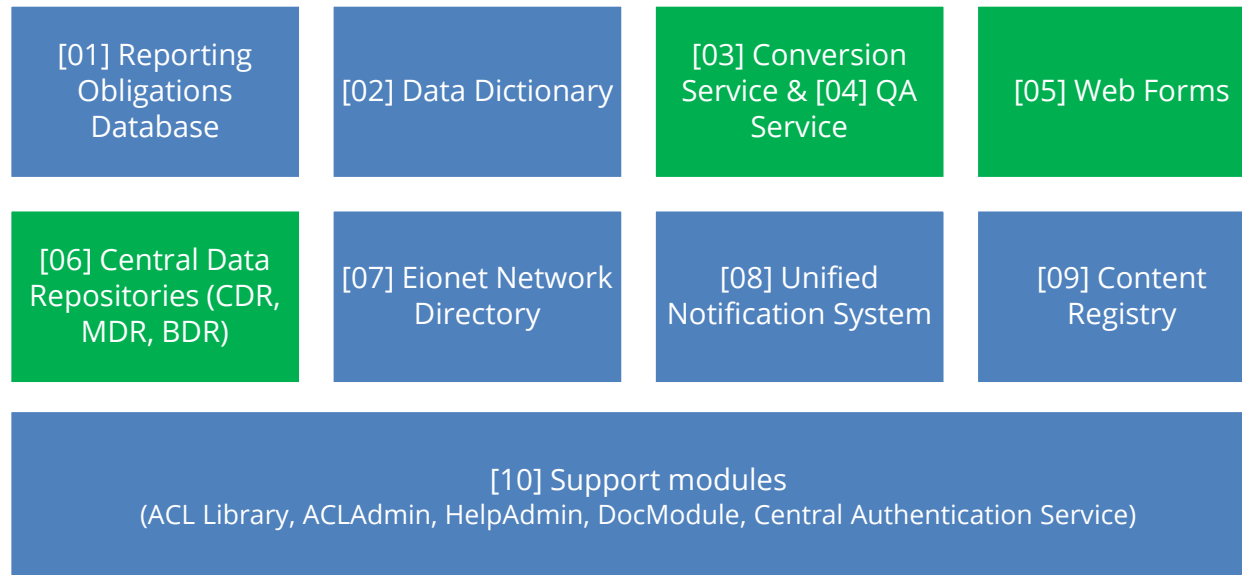 [01] Reporting
Obligations
Database
[02] Data Dictionary
[03] Conversion
Service & [04] QA
Service
[05] Web Forms
[06] Central Data
Repositories (CDR,
MDR, BDR)
[07] Eionet Network
Directory
[08] Unified
Notification System
[09] Content
Registry
[10] Support modules
(ACL Library, ACLAdmin, HelpAdmin, DocModule, Central Authentication Service)